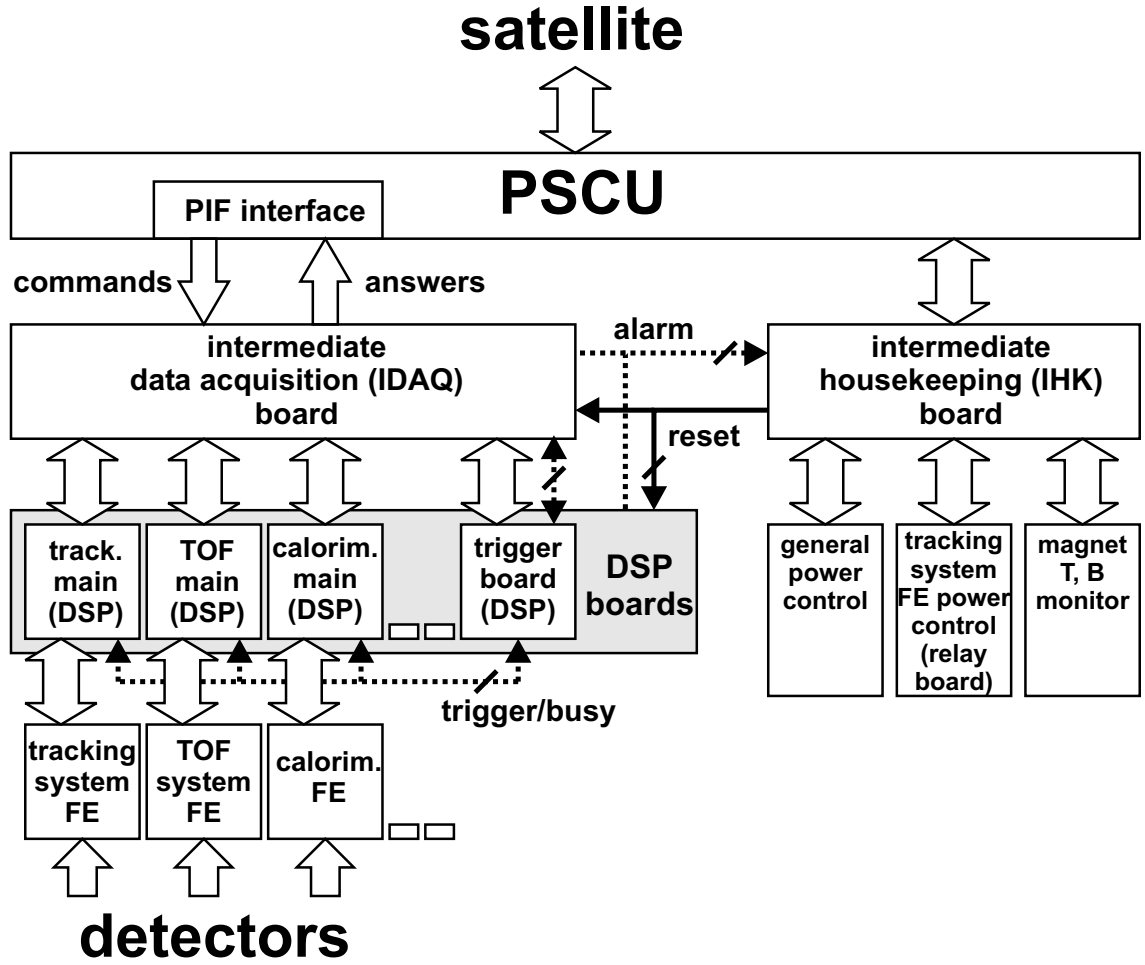 satellite
PSCU
PIF interface
commands
answers
intermediate
data acquisition (IDAQ)
board
alarm
reset
intermediate
housekeeping (IHK)
board
track.
main
(DSP)
TOF
main
(DSP)
calorim.
main
(DSP)
trigger
board
(DSP)
DSP
boards
general
power
control
tracking
system
FE power
control
(relay
board)
magnet
T, B
monitor
trigger/busy
tracking
system
FE
TOF
system
FE
calorim.
FE
detectors